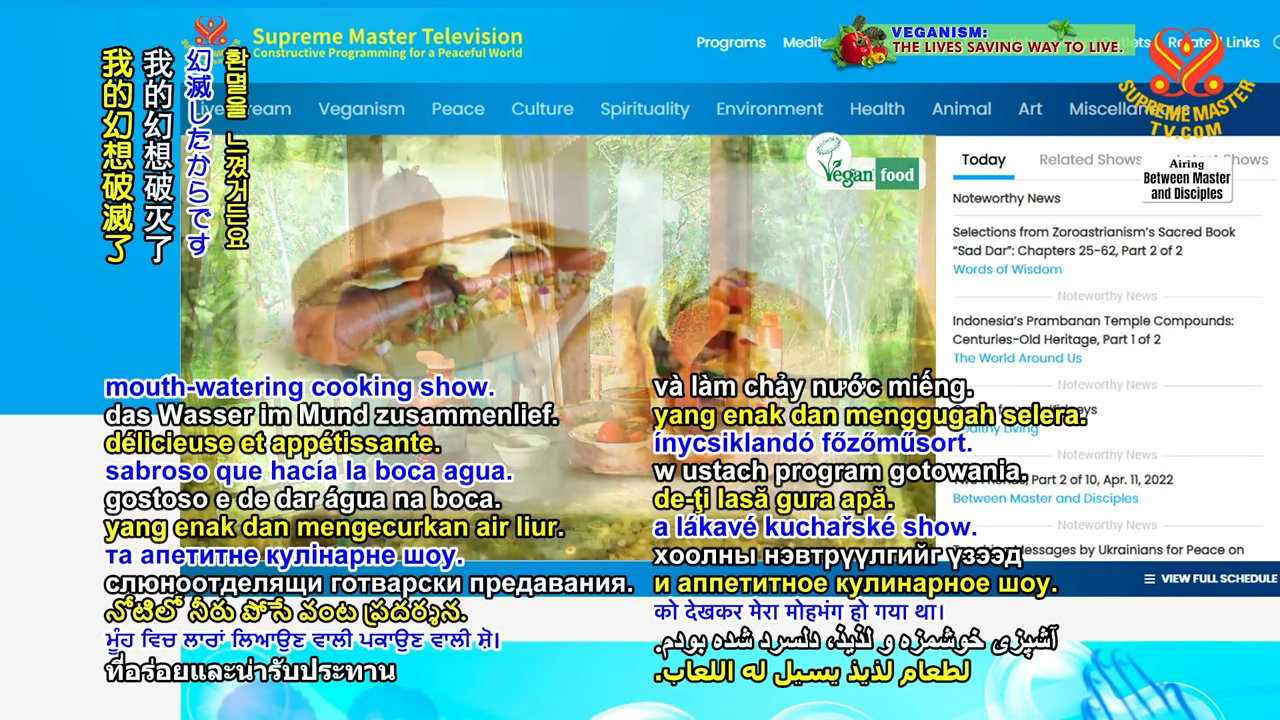 Supreme Master Television
Constructive Programming for a Peaceful World
Programs
Links
VEGANISM:
THE LIVES SAVING WAY TO LIVE.
SUPREME MASTER
TV.COM
Veganism Peace Culture Spirituality Environment Health Animal Art
我的幻想破滅了
我的幻想破灭了
幻滅したからです
환멸을 느꼈거든요
Vegan food
Today Related Shows Latest Shows
Airing
Between Master
and Disciples
Noteworthy News
Selections from Zoroastrianism's Sacred Book
“Sad Dar”: Chapters 25-62, Part 2 of 2
Words of Wisdom
Noteworthy News
Indonesia's Prambanan Temple Compounds:
Centuries-Old Heritage, Part 1 of 2
The World Around Us
Noteworthy News
Noteworthy News
Part 2 of 10, Apr. 11, 2022
Between Master and Disciples
Noteworthy News
Messages by Ukrainians for Peace on
VIEW FULL SCHEDULE
mouth-watering cooking show.
das Wasser im Mund zusammenlief.
délicieuse et appétissante.
sabroso que hacía la boca agua.
gostoso e de dar água na boca.
yang enak dan mengecurkan air liur.
та апетитне кулінарне шоу.
слюноотделящи готварски предавания.
నోటిలో నీరు పోసే వంట ప్రదర్శన.
ਮੂੰਹ ਵਿਚ ਲਾਰਾਂ ਲਿਆਉਣ ਵਾਲੀ ਪਕਾਉਣ ਵਾਲੀ ਸ਼ੋ।
ที่อร่อยและน่ารับประทาน
và làm chảy nước miếng.
yang enak dan menggugah selera.
ínycsiklandó főzőműsort.
w ustach program gotowania.
de-ţi lasă gura apă.
a lákavé kuchařské show.
хоолны нэвтрүүлгийг үзээд
и аппетитное кулинарное шоу.
को देखकर मेरा मोहभंग हो गया था।
آشپزی خوشمزه و لذیذ، دلسرد شده بودم.
لطعام لذيذ يسيل له اللعاب.